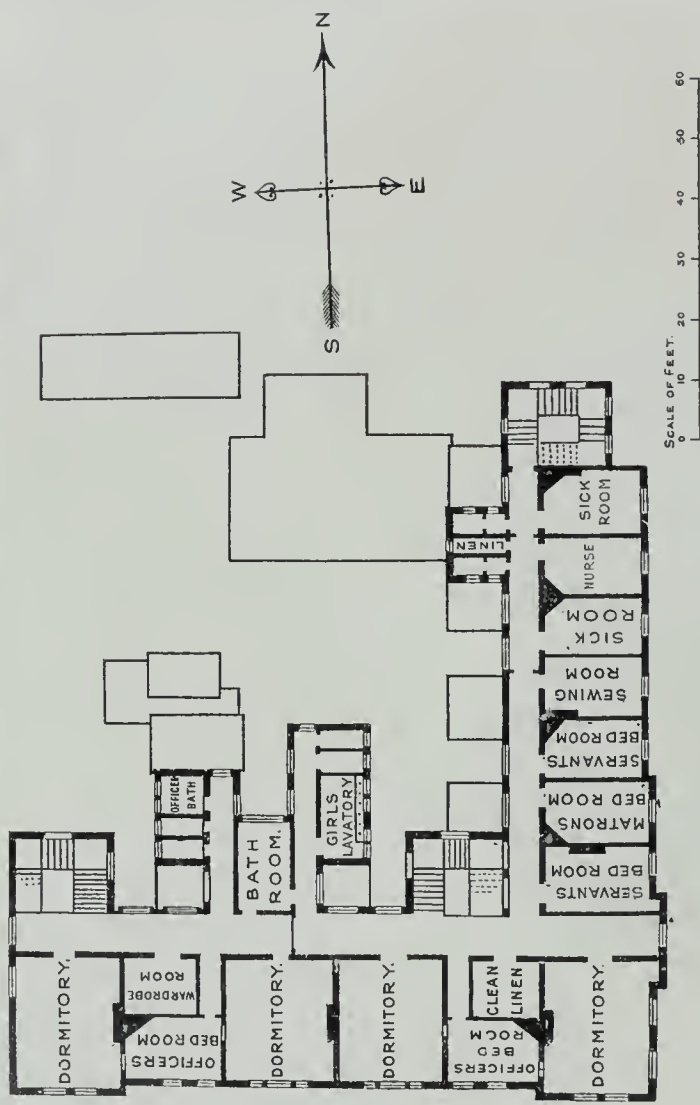 N
W
E
S
SCALE OF FEET.
0 10 20 30 40 50 60
SICK
ROOM
NURSE
LINEN
SICK
ROOM
SEWING
ROOM
SERVANTS
BED ROOM
MATRONS
BED ROOM.
SERVANTS
BED ROOM
OFFICER
BATH
BATH
ROOM.
GIRLS
LAVATORY
DORMITORY.
WARDROBE
ROOM
OFFICERS
BED ROOM
DORMITORY.
DORMITORY.
CLEAN
LINEN
OFFICERS
BED
ROOM
DORMITORY.